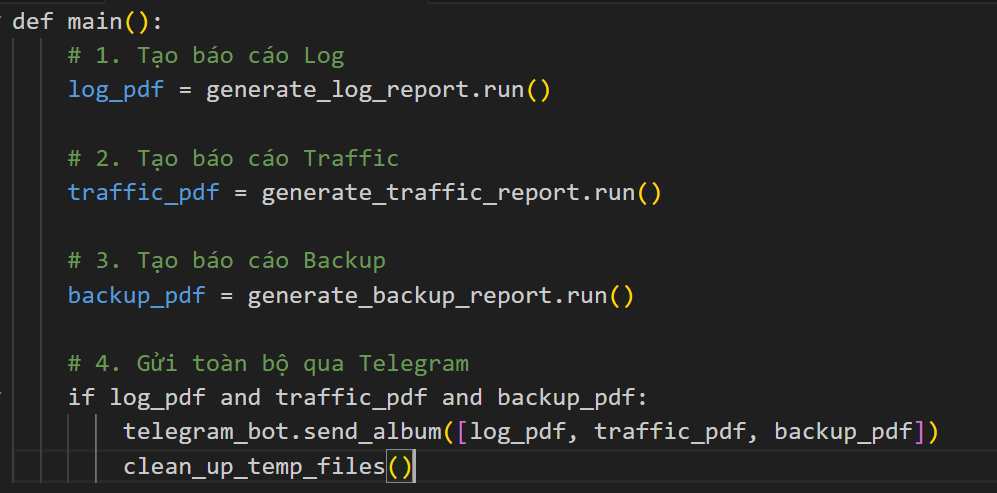 def main():
# 1. Tạo báo cáo Log
log_pdf = generate_log_report.run()
# 2. Tạo báo cáo Traffic
traffic_pdf = generate_traffic_report.run()
# 3. Tạo báo cáo Backup
backup_pdf = generate_backup_report.run()
# 4. Gửi toàn bộ qua Telegram
if log_pdf and traffic_pdf and backup_pdf:
telegram_bot.send_album([log_pdf, traffic_pdf, backup_pdf])
clean_up_temp_files()